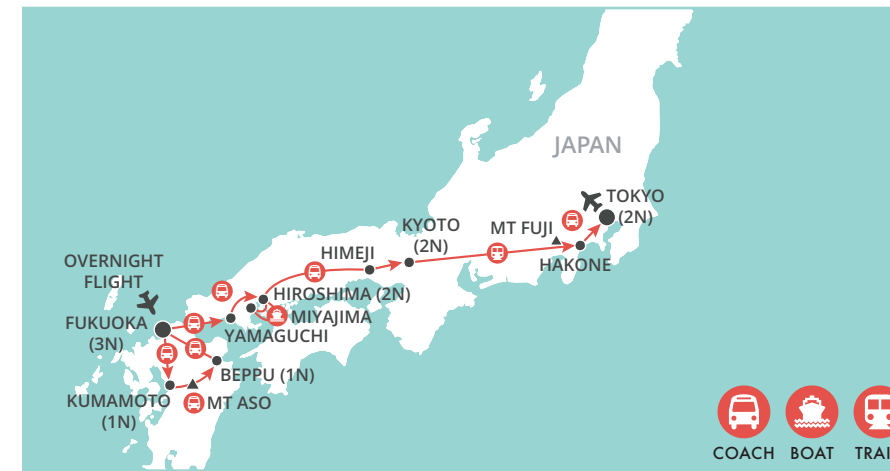 JAPAN
TOKYO
(2N)
KYOTO
(2N)
MT FUJI
HIMEJI
HAKONE
OVERNIGHT
FLIGHT
HIROSHIMA (2N)
MIYAJIMA
FUKUOKA
(3N)
YAMAGUCHI
BEPPU (1N)
KUMAMOTO
(1N)
MT ASO
COACH BOAT TRAI